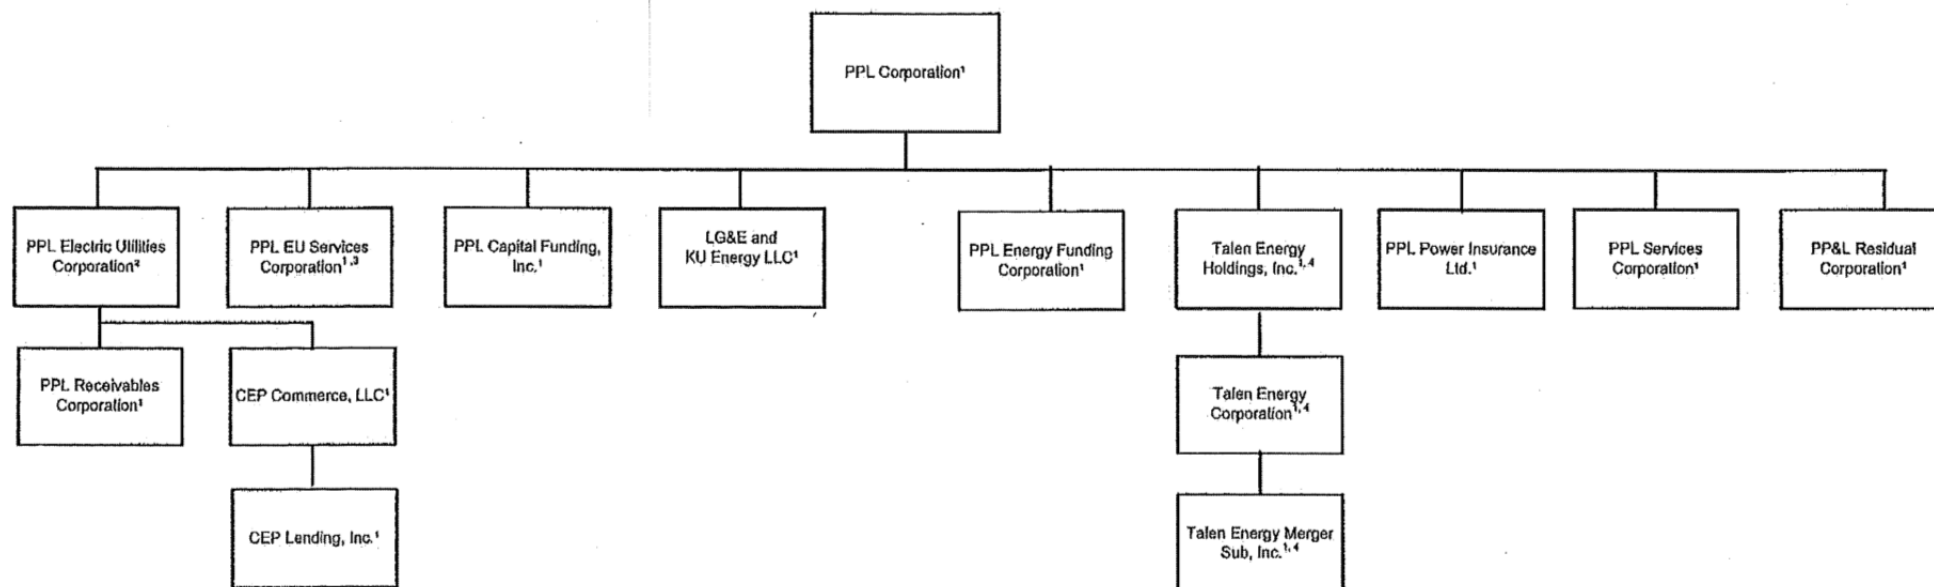 PPL Corporation¹
PPL Electric Utilities
Corporation²
PPL EU Services
Corporation¹,³
PPL Capital Funding,
Inc.¹
LG&E and
KU Energy LLC¹
PPL Energy Funding
Corporation¹
Talen Energy
Holdings, Inc.¹,⁴
PPL Power Insurance
Ltd.¹
PPL Services
Corporation¹
PP&L Residual
Corporation¹
PPL Receivables
Corporation¹
CEP Commerce, LLC¹
Talen Energy
Corporation¹,⁴
CEP Lending, Inc.¹
Talen Energy Merger
Sub, Inc.¹,⁴